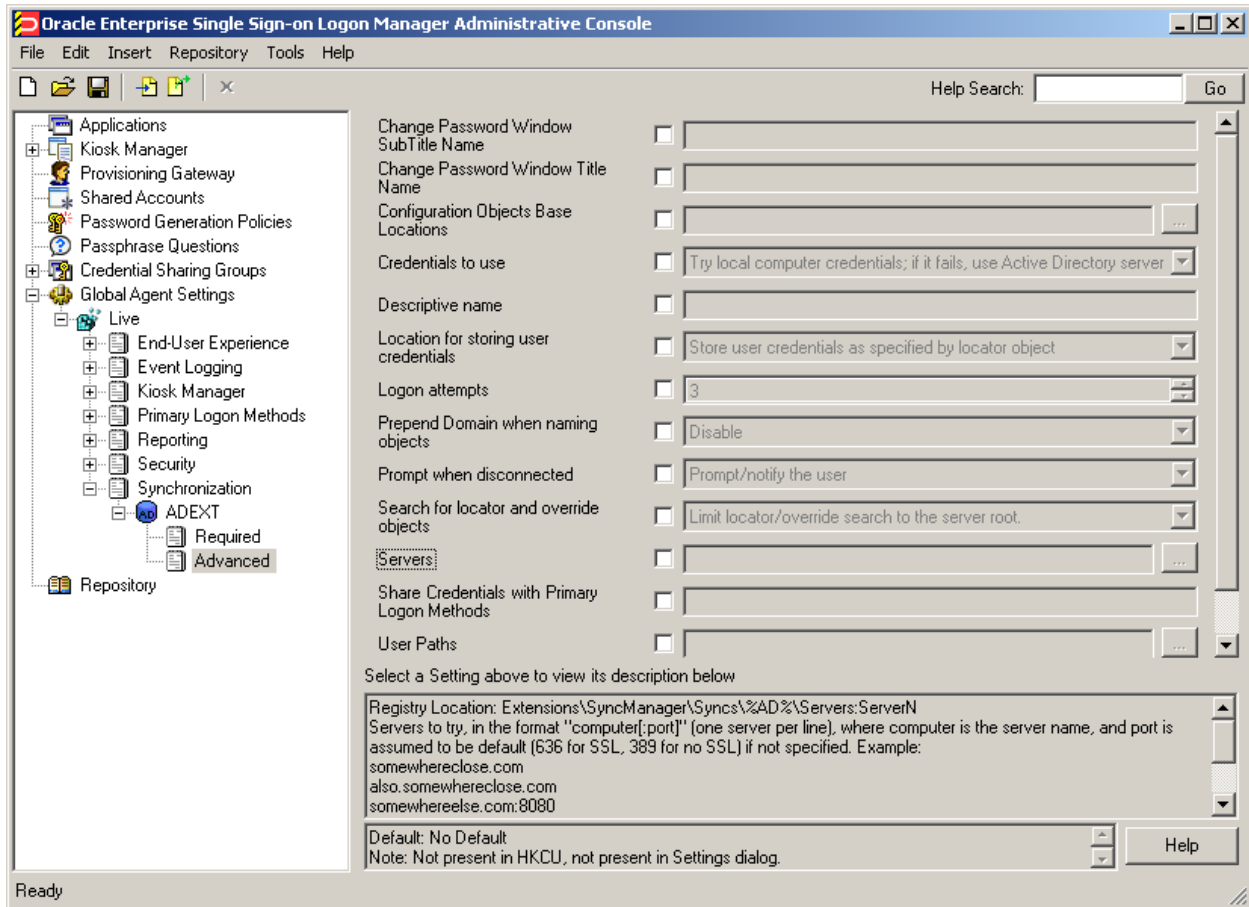 Oracle Enterprise Single Sign-on Logon Manager Administrative Console
File Edit Insert Repository Tools Help
Help Search: Go
Applications
Kiosk Manager
Provisioning Gateway
Shared Accounts
Password Generation Policies
Passphrase Questions
Credential Sharing Groups
Global Agent Settings
Live
End-User Experience
Event Logging
Kiosk Manager
Primary Logon Methods
Reporting
Security
Synchronization
AD ADEXT
Required
Advanced
Repository
Change Password Window
SubTitle Name
Change Password Window Title
Name
Configuration Objects Base
Locations
...
Credentials to use
Try local computer credentials; if it fails, use Active Directory server
Descriptive name
Location for storing user
credentials
Store user credentials as specified by locator object
Logon attempts
3
Prepend Domain when naming
objects
Disable
Prompt when disconnected
Prompt/notify the user
Search for locator and override
objects
Limit locator/override search to the server root.
Servers
...
Share Credentials with Primary
Logon Methods
User Paths
...
Select a Setting above to view its description below
Registry Location: Extensions\SyncManager\Syncs\%AD%\Servers:ServerN
Servers to try, in the format "computer[:port]" (one server per line), where computer is the server name, and port is
assumed to be default (636 for SSL, 389 for no SSL) if not specified. Example:
somewhereclose.com
also.somewhereclose.com
somewhereelse.com:8080
Default: No Default
Note: Not present in HKCU, not present in Settings dialog.
Help
Ready